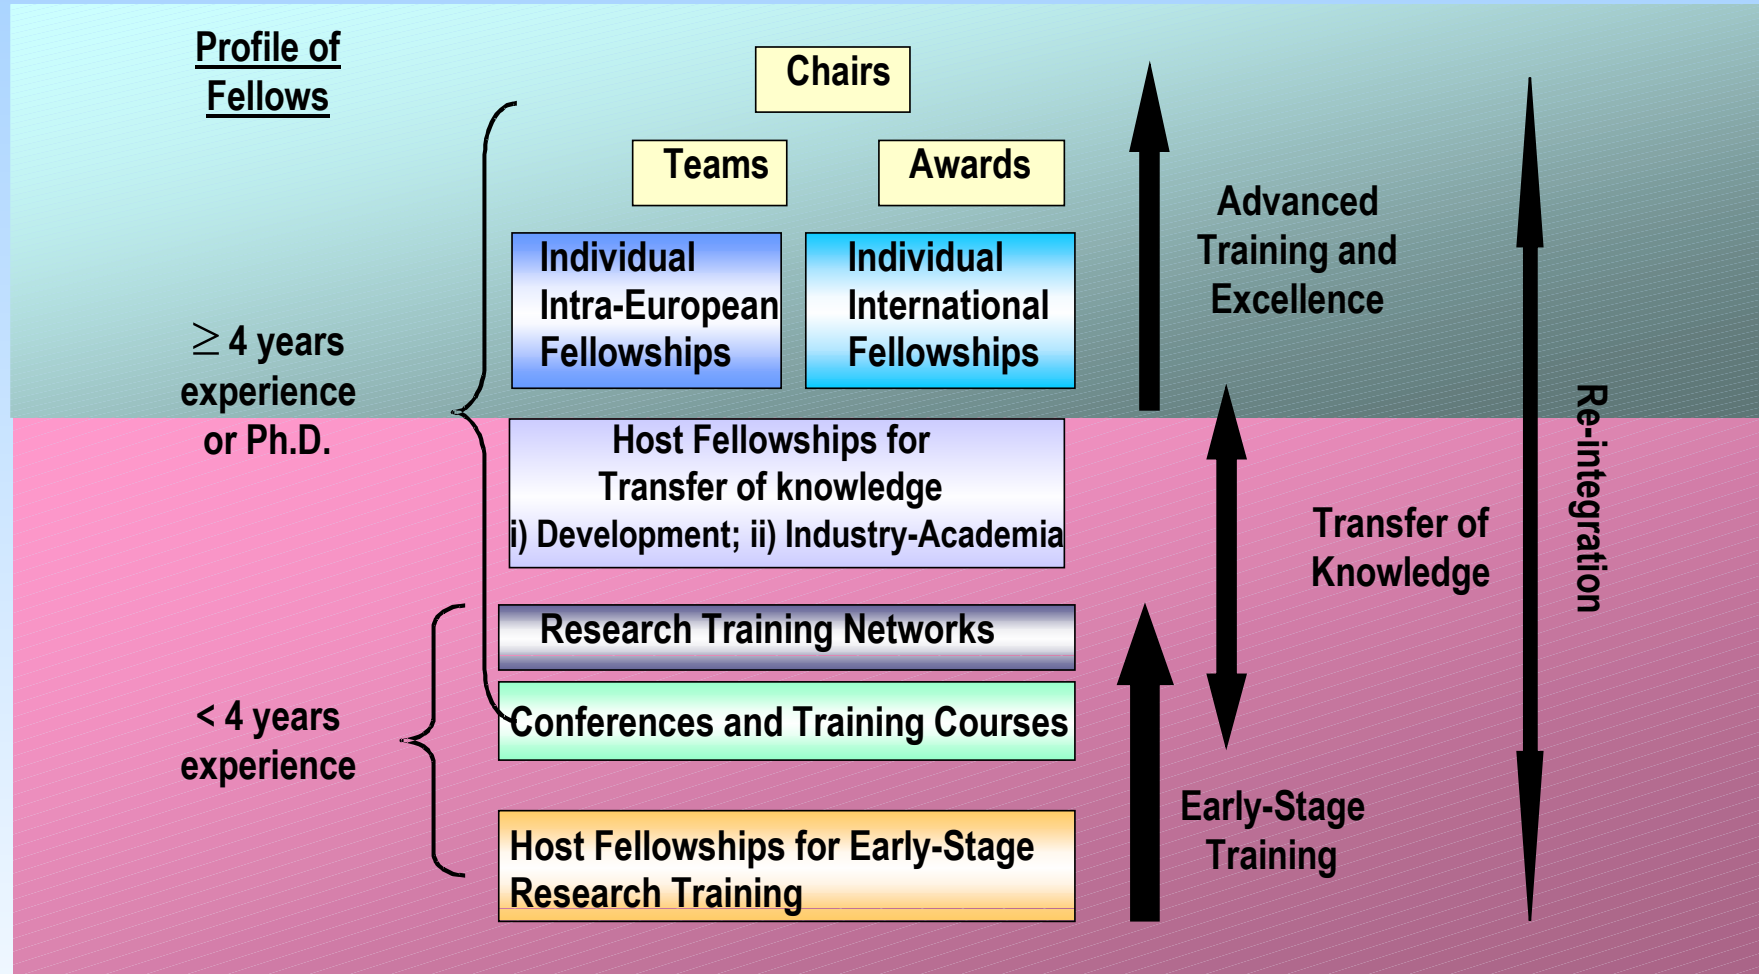 Profile of
Fellows
Chairs
Teams
Awards
Individual
Intra-European
Fellowships
Individual
International
Fellowships
Advanced
Training and
Excellence
≥ 4 years
experience
or Ph.D.
Host Fellowships for
Transfer of knowledge
i) Development; ii) Industry-Academia
Transfer of
Knowledge
Re-integration
Research Training Networks
Conferences and Training Courses
< 4 years
experience
Host Fellowships for Early-Stage
Research Training
Early-Stage
Training